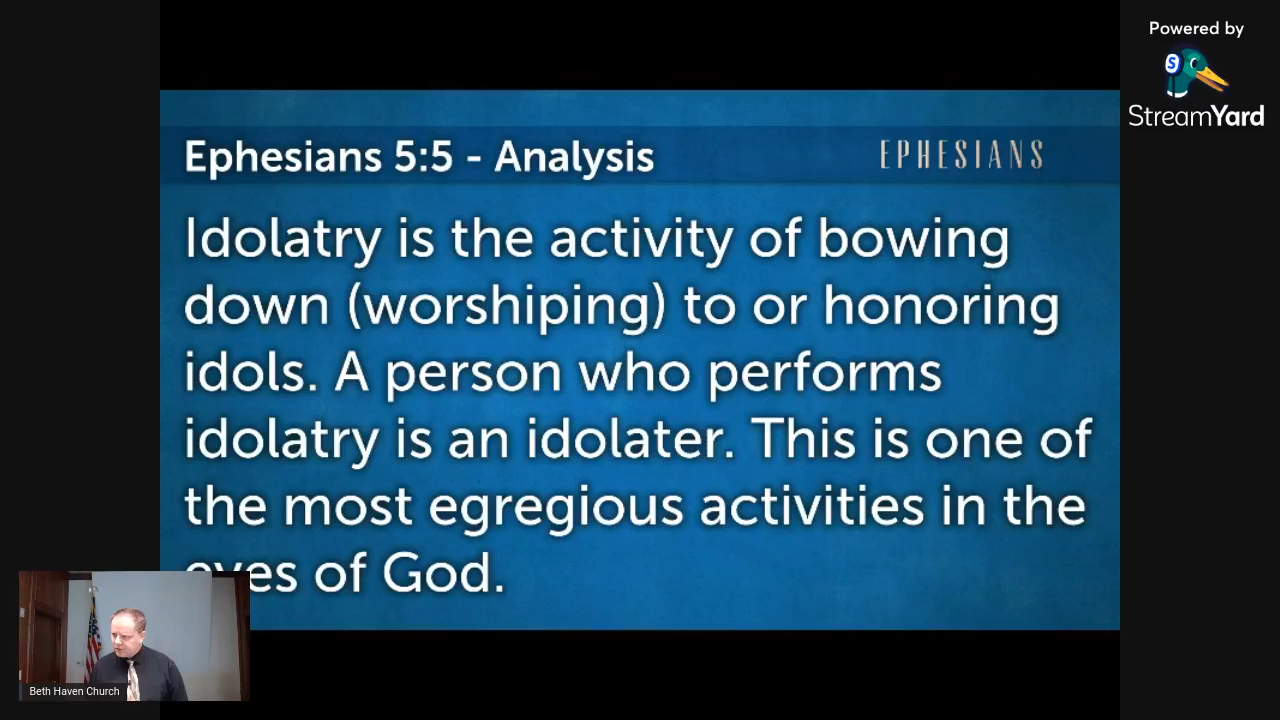 Powered by
StreamYard
Ephesians 5:5 - Analysis
EPHESIANS
Idolatry is the activity of bowing
down (worshiping) to or honoring
idols. A person who performs
idolatry is an idolater. This is one of
the most egregious activities in the
eyes of God.
Beth Haven Church